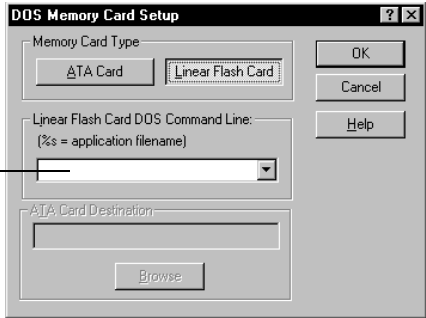 DOS Memory Card Setup
Memory Card Type
ATA Card
Linear Flash Card
OK
Cancel
Help
Linear Flash Card DOS Command Line:
(%s = application filename)
ATA Card Destination
Browse